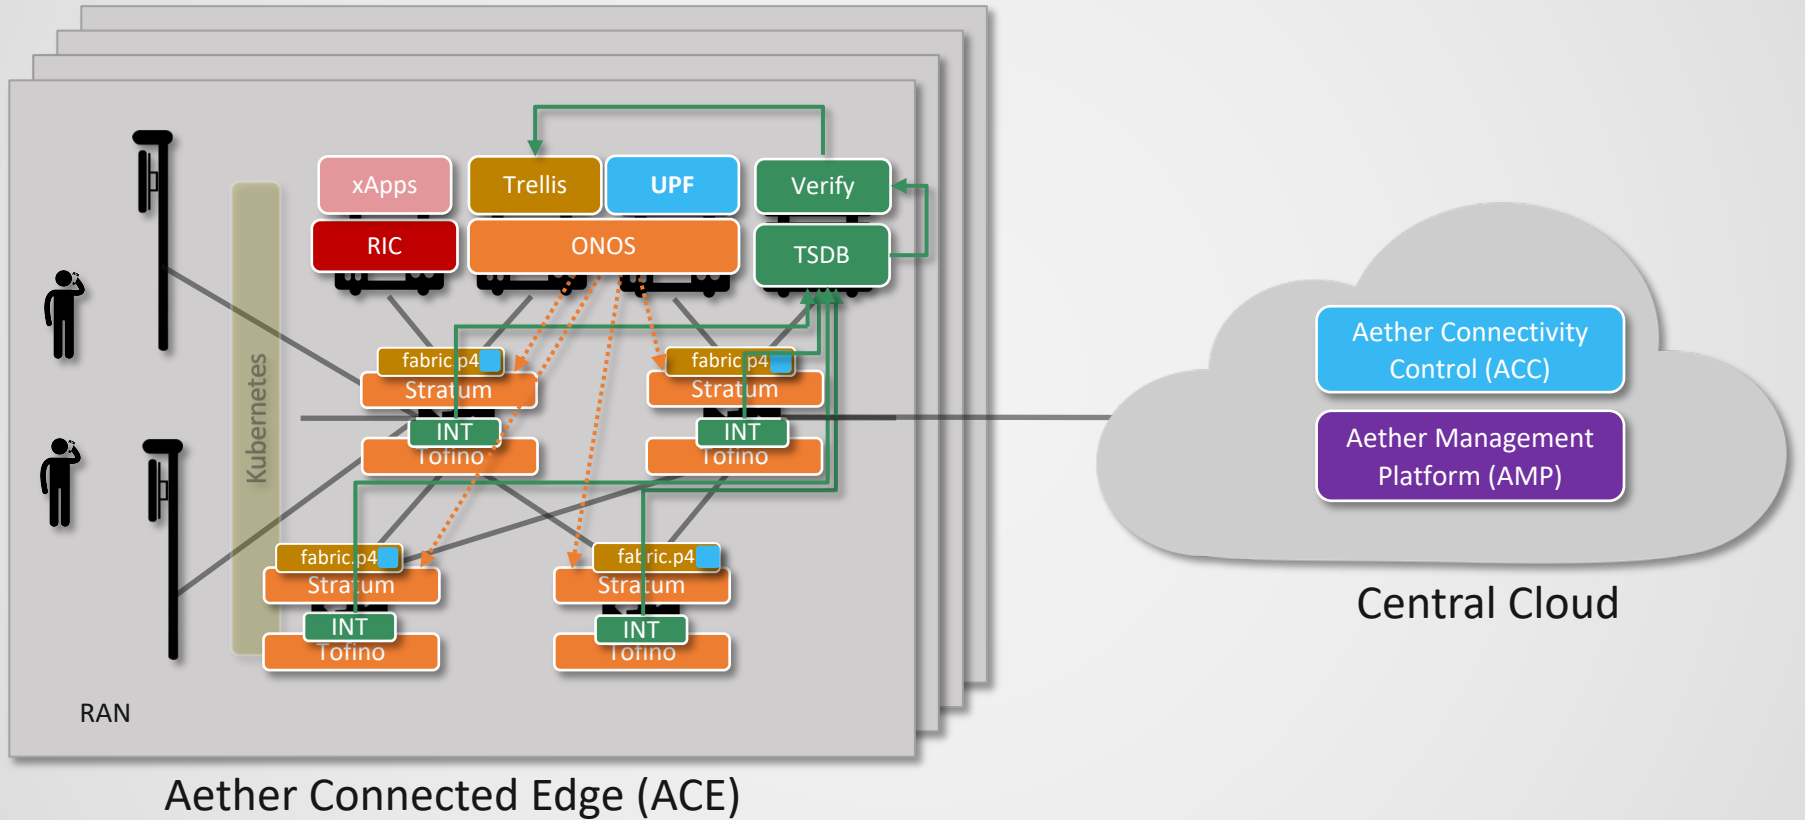 xApps
Trellis
UPF
Verify
RIC
ONOS
TSDB
Kubernetes
fabric.p4
Stratum
INT
Tofino
fabric.p4
Stratum
INT
Tofino
fabric.p4
Stratum
INT
Tofino
fabric.p4
Stratum
INT
Tofino
RAN
Aether Connected Edge (ACE)
Aether Connectivity
Control (ACC)
Aether Management
Platform (AMP)
Central Cloud